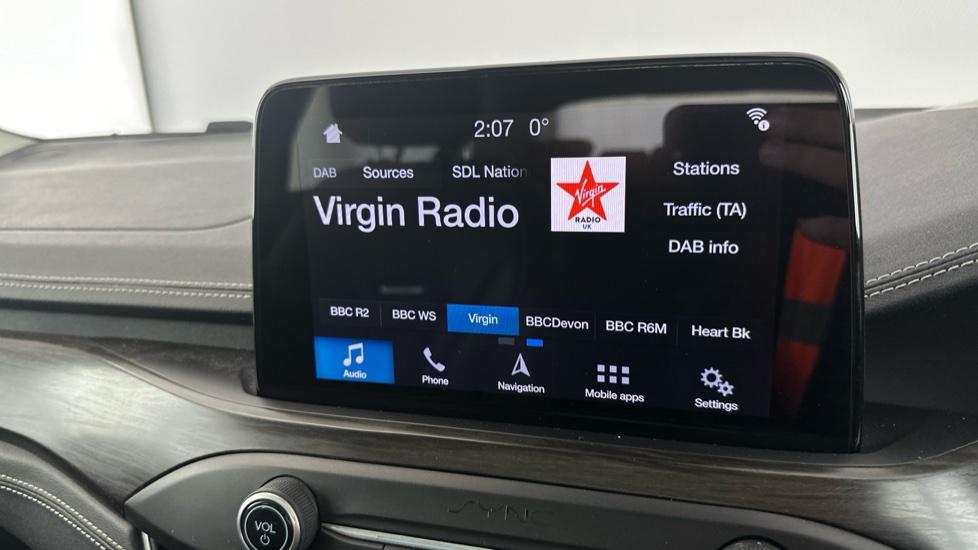 2:07 0°
DAB Sources SDL Nation
Virgin Radio
Virgin
RADIO
UK
Stations
Traffic (TA)
DAB info
BBC R2 BBC WS Virgin BBCDevon BBC R6M Heart Bk
Audio Phone Navigation Mobile apps Settings
SYNC
VOL